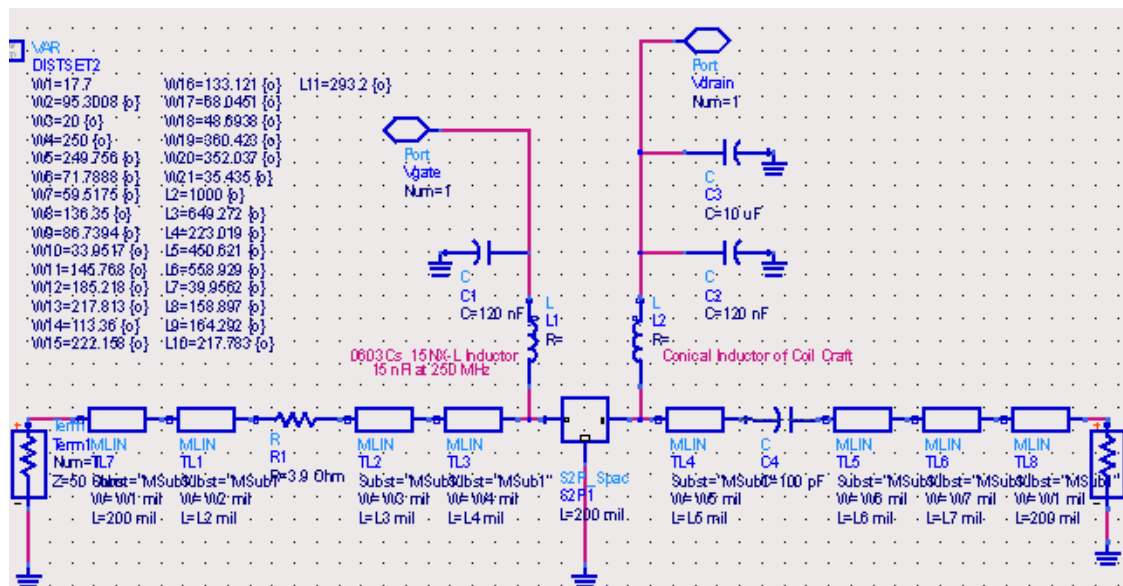 VAR
DISTSET2
W1=17.7
W2=95.3008 {o}
W3=20 {o}
W4=250 {o}
W5=249.756 {o}
W6=71.7888 {o}
W7=59.5175 {o}
W8=136.35 {o}
W9=86.7394 {o}
W10=33.9517 {o}
W11=145.768 {o}
W12=185.218 {o}
W13=217.813 {o}
W14=113.36 {o}
W15=222.158 {o}
W16=133.121 {o}
W17=68.0451 {o}
W18=48.6938 {o}
W19=360.423 {o}
W20=352.037 {o}
W21=35.435 {o}
L2=1000 {o}
L3=649.272 {o}
L4=223.019 {o}
L5=450.621 {o}
L6=558.929 {o}
L7=39.9562 {o}
L8=158.897 {o}
L9=164.292 {o}
L10=217.783 {o}
L11=293.2 {o}
Port
Vgate
Num=1
Port
Vdrain
Num=1
C
C3
C=10 uF
C
C1
C=120 nF
C
C2
C=120 nF
L
L1
R=
L
L2
R=
0603Cs_15NX-L Inductor
15 nH at 250 MHz
Conical Inductor of Coil Craft
Term1
Num=1
Z=50
MLIN
TL7
W=W1 mil
L=200 mil
MLIN
TL1
Subst="MSub1"
W=W2 mil
L=L2 mil
R
R1
R=3.9 Ohm
MLIN
TL2
W=W3 mil
L=L3 mil
MLIN
TL3
Subst="MSub1"
W=W4 mil
L=L4 mil
S2P_Spac
S2P1
L=200 mil
MLIN
TL4
Subst="MSub1"
W=W5 mil
L=L5 mil
C
C4
C=100 pF
MLIN
TL5
W=W6 mil
L=L6 mil
MLIN
TL6
W=W7 mil
L=L7 mil
MLIN
TL8
W=W1 mil
L=200 mil